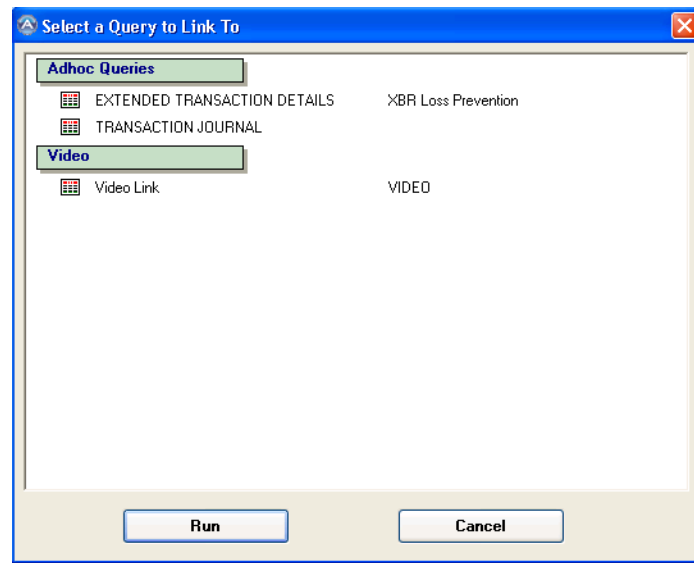 Select a Query to Link To
Adhoc Queries
EXTENDED TRANSACTION DETAILS XBR Loss Prevention
TRANSACTION JOURNAL
Video
Video Link VIDEO
Run Cancel